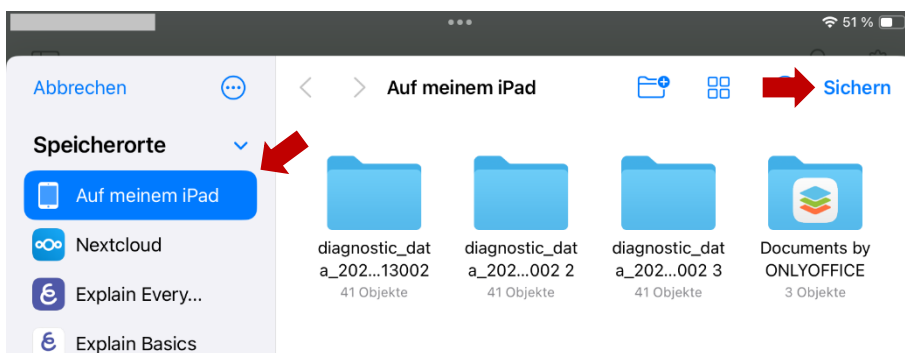 51 %
Abbrechen
Auf meinem iPad
Sichern
Speicherorte
Auf meinem iPad
Nextcloud
Explain Every...
Explain Basics
diagnostic_dat
a_202...13002
41 Objekte
diagnostic_dat
a_202...002 2
41 Objekte
diagnostic_dat
a_202...002 3
41 Objekte
Documents by
ONLYOFFICE
3 Objekte